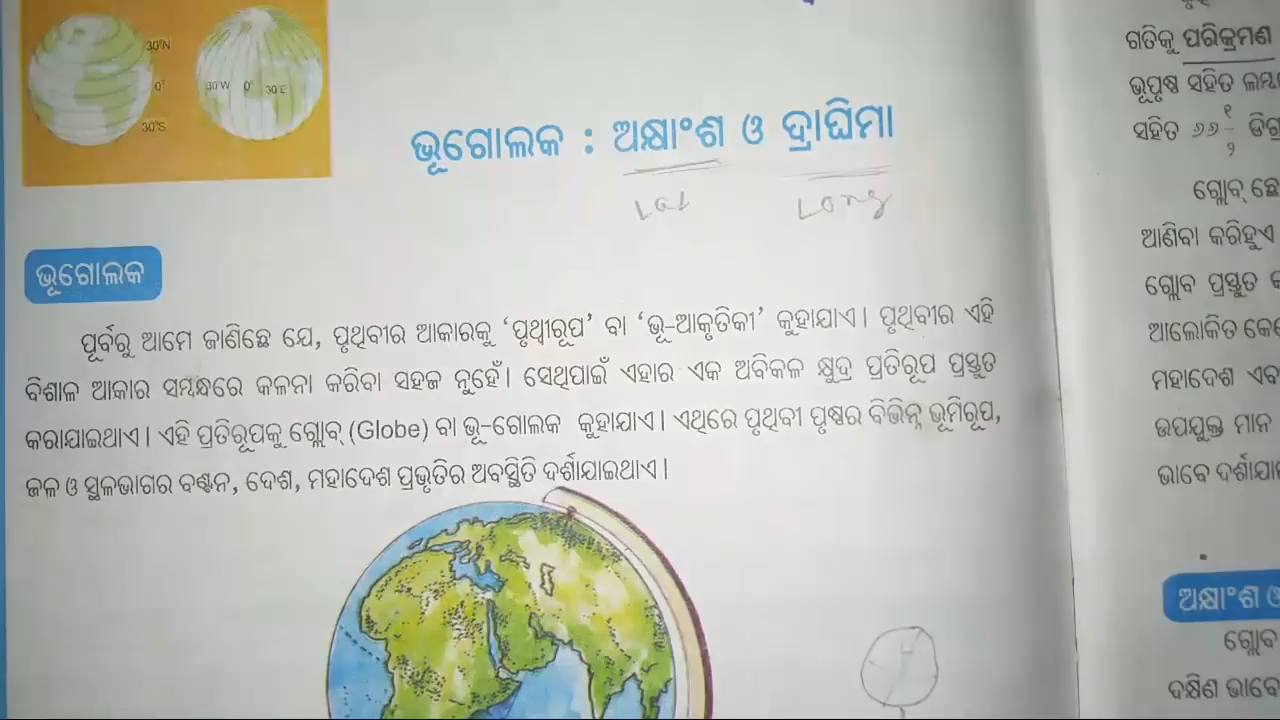 30°N
0°
30°S
30°W 0° 30°E
ଭୂଗୋଲକ : ଅକ୍ଷାଂଶ ଓ ଦ୍ରାଘିମା
Lat Long
ଭୂଗୋଲକ
ପୂର୍ବରୁ ଆମେ ଜାଣିଛେ ଯେ, ପୃଥିବୀର ଆକାରକୁ ‘ପୃଥ୍ୱୀରୂପ’ ବା ‘ଭୂ-ଆକୃତିକୀ’ କୁହାଯାଏ। ପୃଥିବୀର ଏହି
ବିଶାଳ ଆକାର ସମ୍ବନ୍ଧରେ କଳନା କରିବା ସହଜ ନୁହେଁ। ସେଥିପାଇଁ ଏହାର ଏକ ଅବିକଳ କ୍ଷୁଦ୍ର ପ୍ରତିରୂପ ପ୍ରସ୍ତୁତ
କରାଯାଇଥାଏ। ଏହି ପ୍ରତିରୂପକୁ ଗ୍ଲୋବ୍ (Globe) ବା ଭୂ-ଗୋଲକ କୁହାଯାଏ। ଏଥିରେ ପୃଥିବୀ ପୃଷ୍ଠର ବିଭିନ୍ନ ଭୂମିରୂପ,
ଜଳ ଓ ସ୍ଥଳଭାଗର ବଣ୍ଟନ, ଦେଶ, ମହାଦେଶ ପ୍ରଭୃତିର ଅବସ୍ଥିତି ଦର୍ଶାଯାଇଥାଏ।
ଗତିକୁ ପରିକ୍ରମଣ
ଭୂପୃଷ୍ଠ ସହିତ
ସହିତ ୬୬ ୧/୨
ଗ୍ଲୋବ୍
ଆଣିବା କରିହୁଏ
ଗ୍ଲୋବ ପ୍ରସ୍ତୁତ
ଆଲୋକିତ
ମହାଦେଶ ଏବ
ଉପଯୁକ୍ତ ମାନ
ଭାବେ
ଅକ୍ଷାଂଶ ଓ
ଗ୍ଲୋବ
ଦକ୍ଷିଣ ଭାବେ